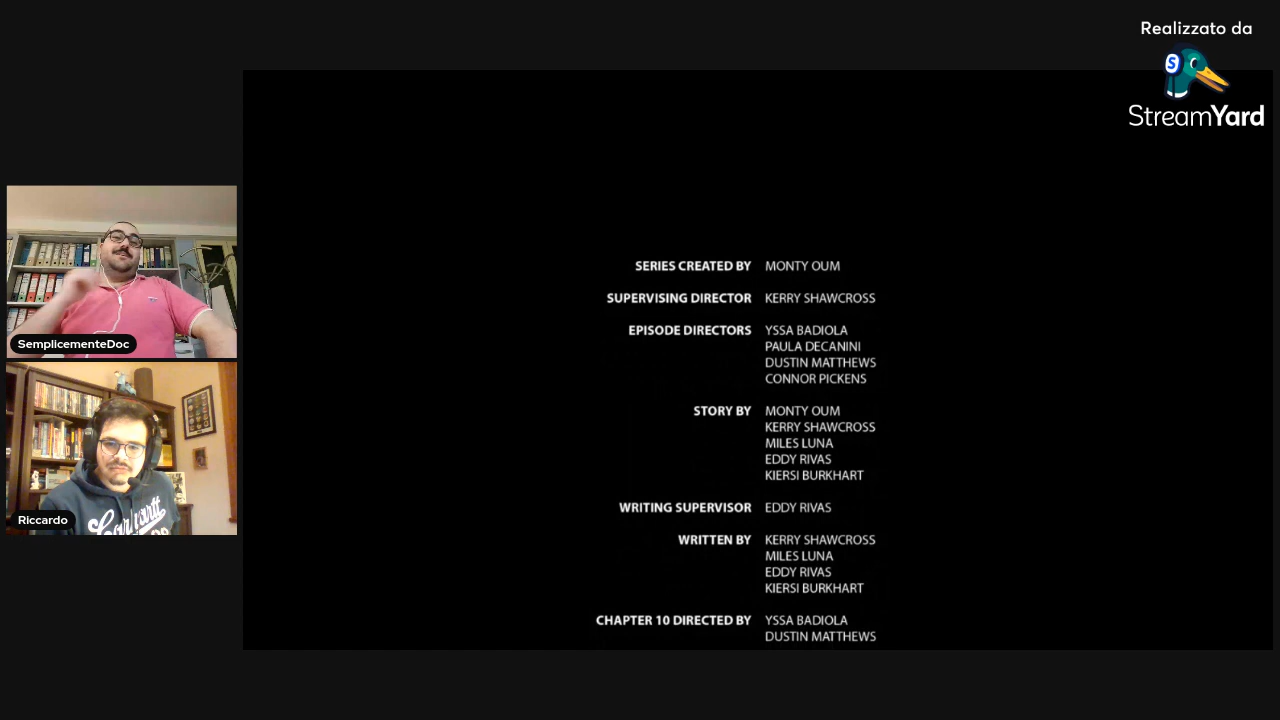 Realizzato da
StreamYard
SemplicementeDoc
Riccardo
SERIES CREATED BY MONTY OUM
SUPERVISING DIRECTOR KERRY SHAWCROSS
EPISODE DIRECTORS YSSA BADIOLA
PAULA DECANINI
DUSTIN MATTHEWS
CONNOR PICKENS
STORY BY MONTY OUM
KERRY SHAWCROSS
MILES LUNA
EDDY RIVAS
KIERSI BURKHART
WRITING SUPERVISOR EDDY RIVAS
WRITTEN BY KERRY SHAWCROSS
MILES LUNA
EDDY RIVAS
KIERSI BURKHART
CHAPTER 10 DIRECTED BY YSSA BADIOLA
DUSTIN MATTHEWS